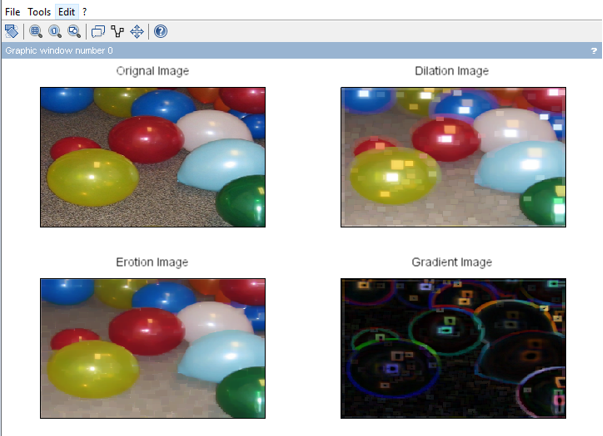 File Tools Edit ?
Graphic window number 0 ?
Orignal Image
Dilation Image
Erotion Image
Gradient Image